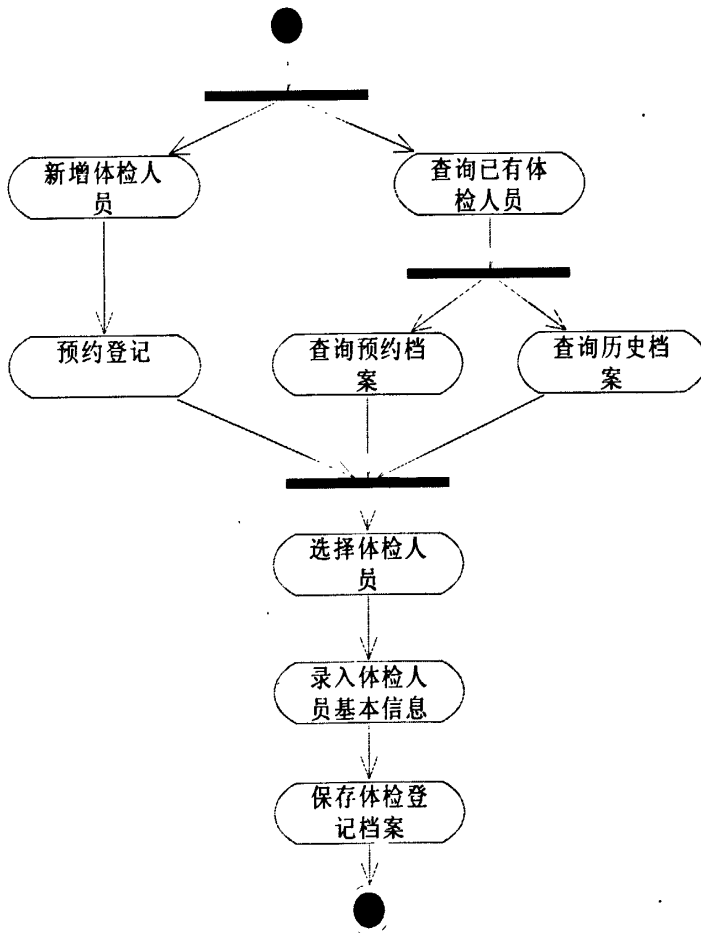 新增体检人
员
查询已有体
检人员
预约登记
查询预约档
案
查询历史档
案
选择体检人
员
录入体检人
员基本信息
保存体检登
记档案